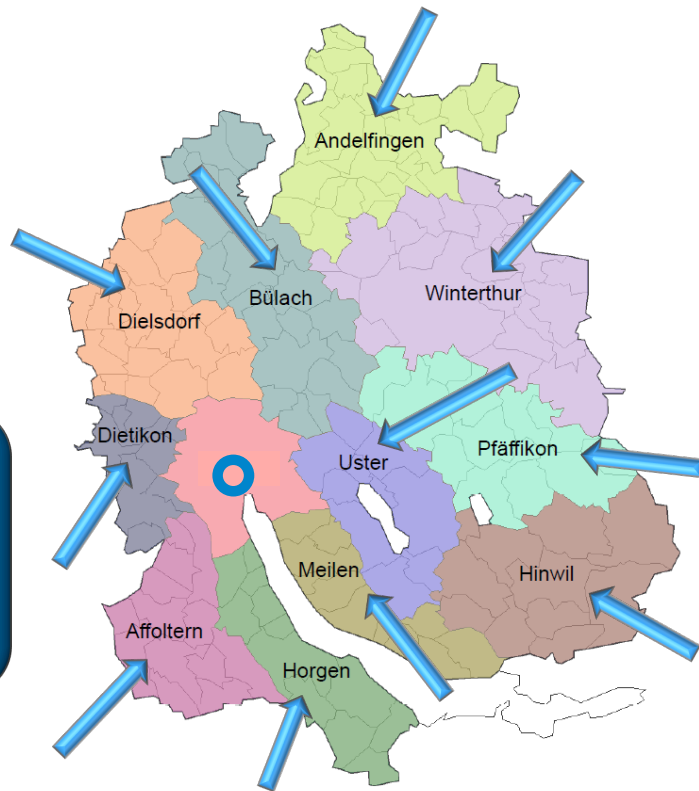 Andelfingen
Bülach
Winterthur
Dielsdorf
Dietikon
Uster
Pfäffikon
Meilen
Hinwil
Affoltern
Horgen